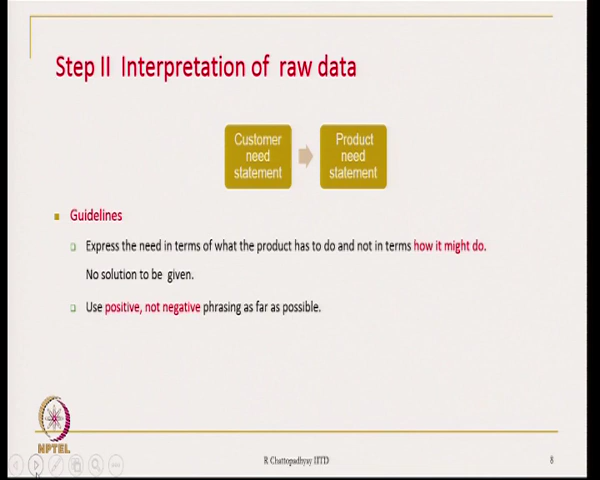 Step II Interpretation of raw data
Customer
need
statement
Product
need
statement
Guidelines
Express the need in terms of what the product has to do and not in terms how it might do.
No solution to be given.
Use positive, not negative phrasing as far as possible.
NPTEL
R Chattopadhyay IITD
8